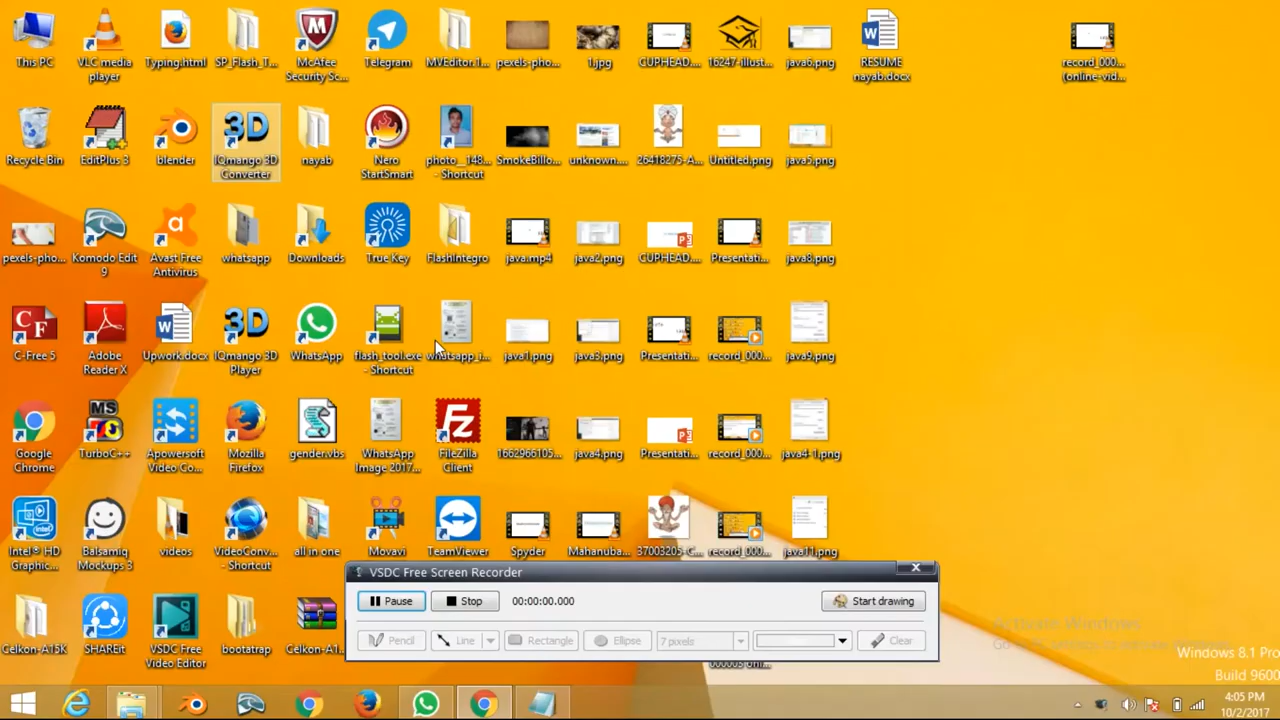 This PC
VLC media
player
Typing.html
SP_Flash_T...
McAfee
Security Sc...
Telegram
MVEditor.1...
pexels-pho...
1.jpg
CUPHEAD....
16247-illust...
java6.png
RESUME
nayab.docx
record_000...
(online-vid...
Recycle Bin
EditPlus 3
blender
IQmango 3D
Converter
nayab
Nero
StartSmart
photo__148...
- Shortcut
SmokeBillo...
unknown....
26418275-A...
Untitled.png
java5.png
pexels-pho...
Komodo Edit
9
Avast Free
Antivirus
whatsapp
Downloads
True Key
FlashIntegro
java.mp4
java2.png
CUPHEAD....
Presentati...
java8.png
C-Free 5
Adobe
Reader X
Upwork.docx
IQmango 3D
Player
WhatsApp
flash_tool.exe
- Shortcut
whatsapp_i...
java1.png
java3.png
Presentati...
record_000...
java9.png
Google
Chrome
TurboC++
Apowersoft
Video Co...
Mozilla
Firefox
gender.vbs
WhatsApp
Image 2017...
FileZilla
Client
1662966105...
java4.png
Presentati...
record_000...
java4-1.png
Intel® HD
Graphic...
Balsamiq
Mockups 3
videos
VideoConv...
- Shortcut
all in one
Movavi
TeamViewer
Spyder
Mahanuba...
37003205-C...
record_000...
java11.png
Celkon-A15K
SHAREit
VSDC Free
Video Editor
bootatrap
Celkon-A1...
VSDC Free Screen Recorder
Pause
Stop
00:00:00.000
Start drawing
Pencil
Line
Rectangle
Ellipse
7 pixels
Clear
Activate Windows
Windows 8.1 Pro
Build 9600
4:05 PM
10/2/2017